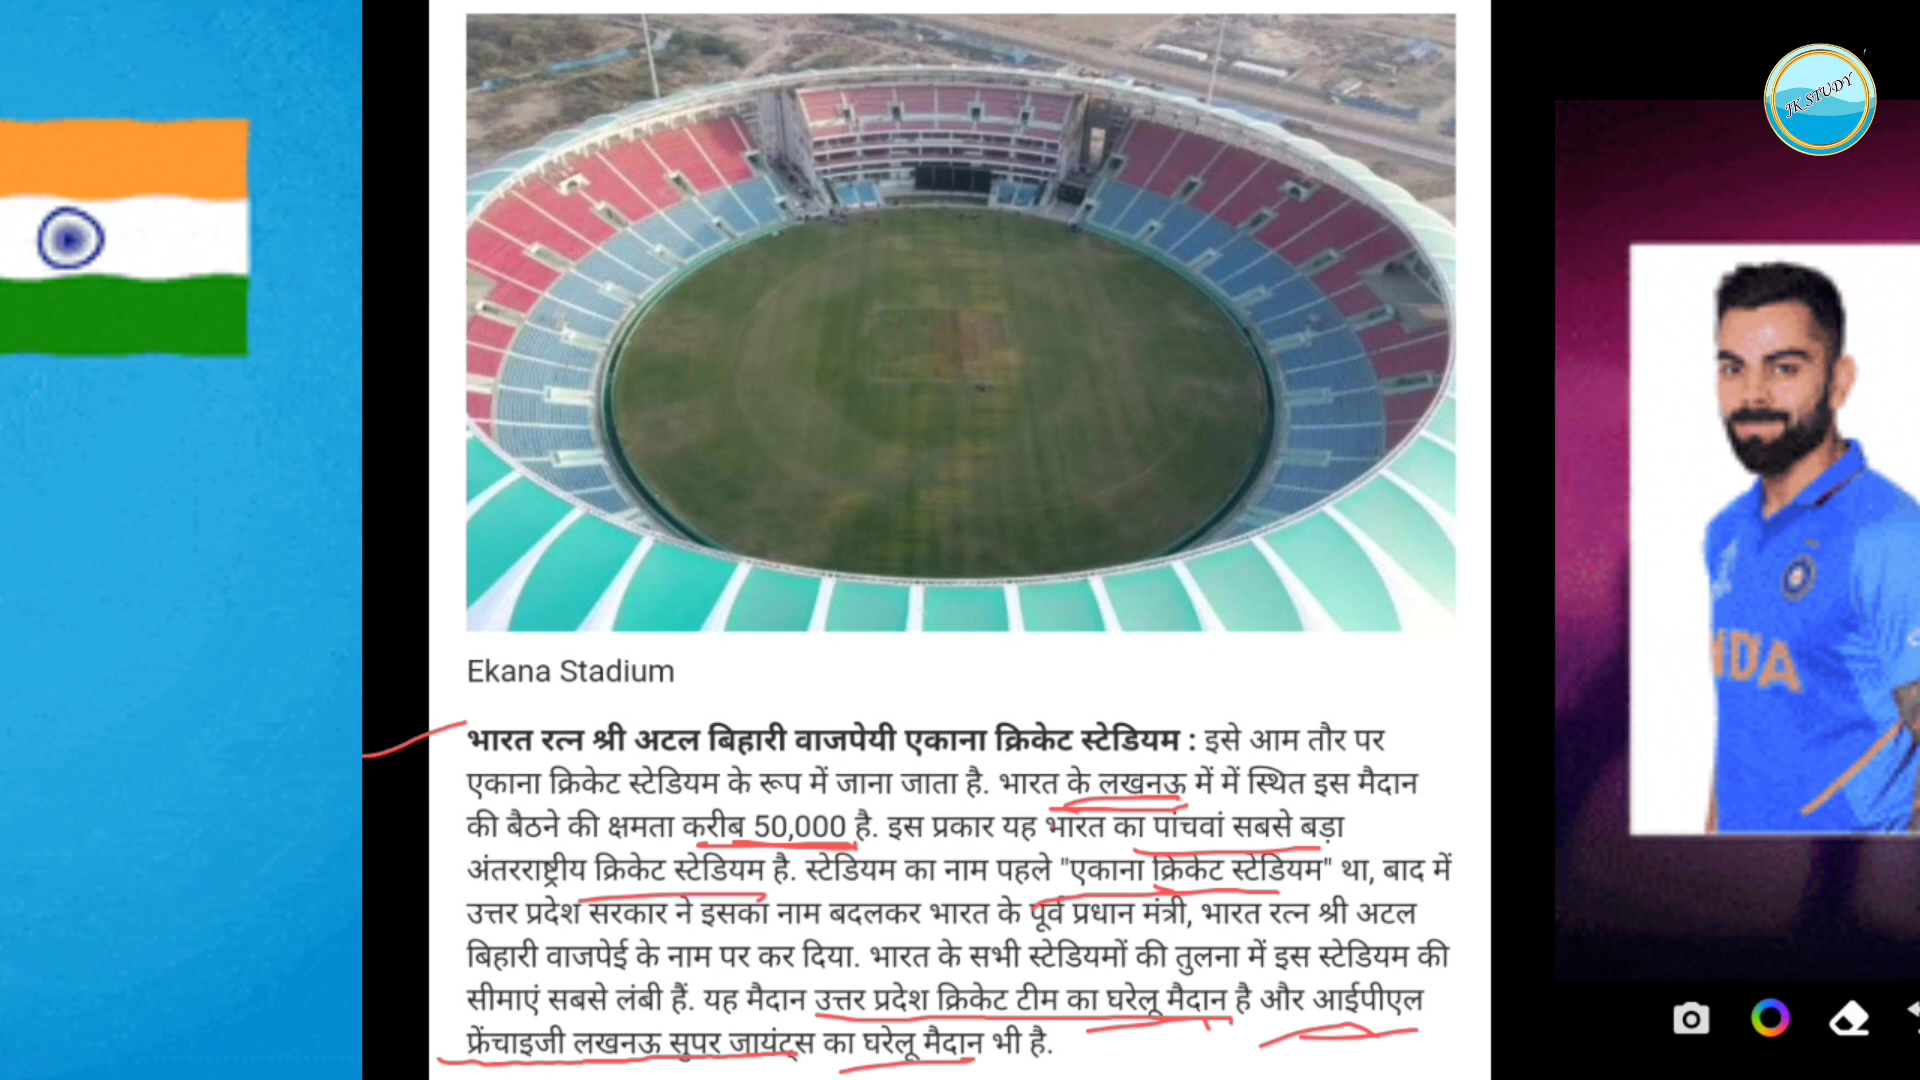 JK STUDY
Ekana Stadium
भारत रत्न श्री अटल बिहारी वाजपेयी एकाना क्रिकेट स्टेडियम : इसे आम तौर पर
एकाना क्रिकेट स्टेडियम के रूप में जाना जाता है. भारत के लखनऊ में में स्थित इस मैदान
की बैठने की क्षमता करीब 50,000 है. इस प्रकार यह भारत का पांचवां सबसे बड़ा
अंतरराष्ट्रीय क्रिकेट स्टेडियम है. स्टेडियम का नाम पहले "एकाना क्रिकेट स्टेडियम" था, बाद में
उत्तर प्रदेश सरकार ने इसका नाम बदलकर भारत के पूर्व प्रधान मंत्री, भारत रत्न श्री अटल
बिहारी वाजपेई के नाम पर कर दिया. भारत के सभी स्टेडियमों की तुलना में इस स्टेडियम की
सीमाएं सबसे लंबी हैं. यह मैदान उत्तर प्रदेश क्रिकेट टीम का घरेलू मैदान है और आईपीएल
फ्रेंचाइजी लखनऊ सुपर जायंट्स का घरेलू मैदान भी है.
NDA